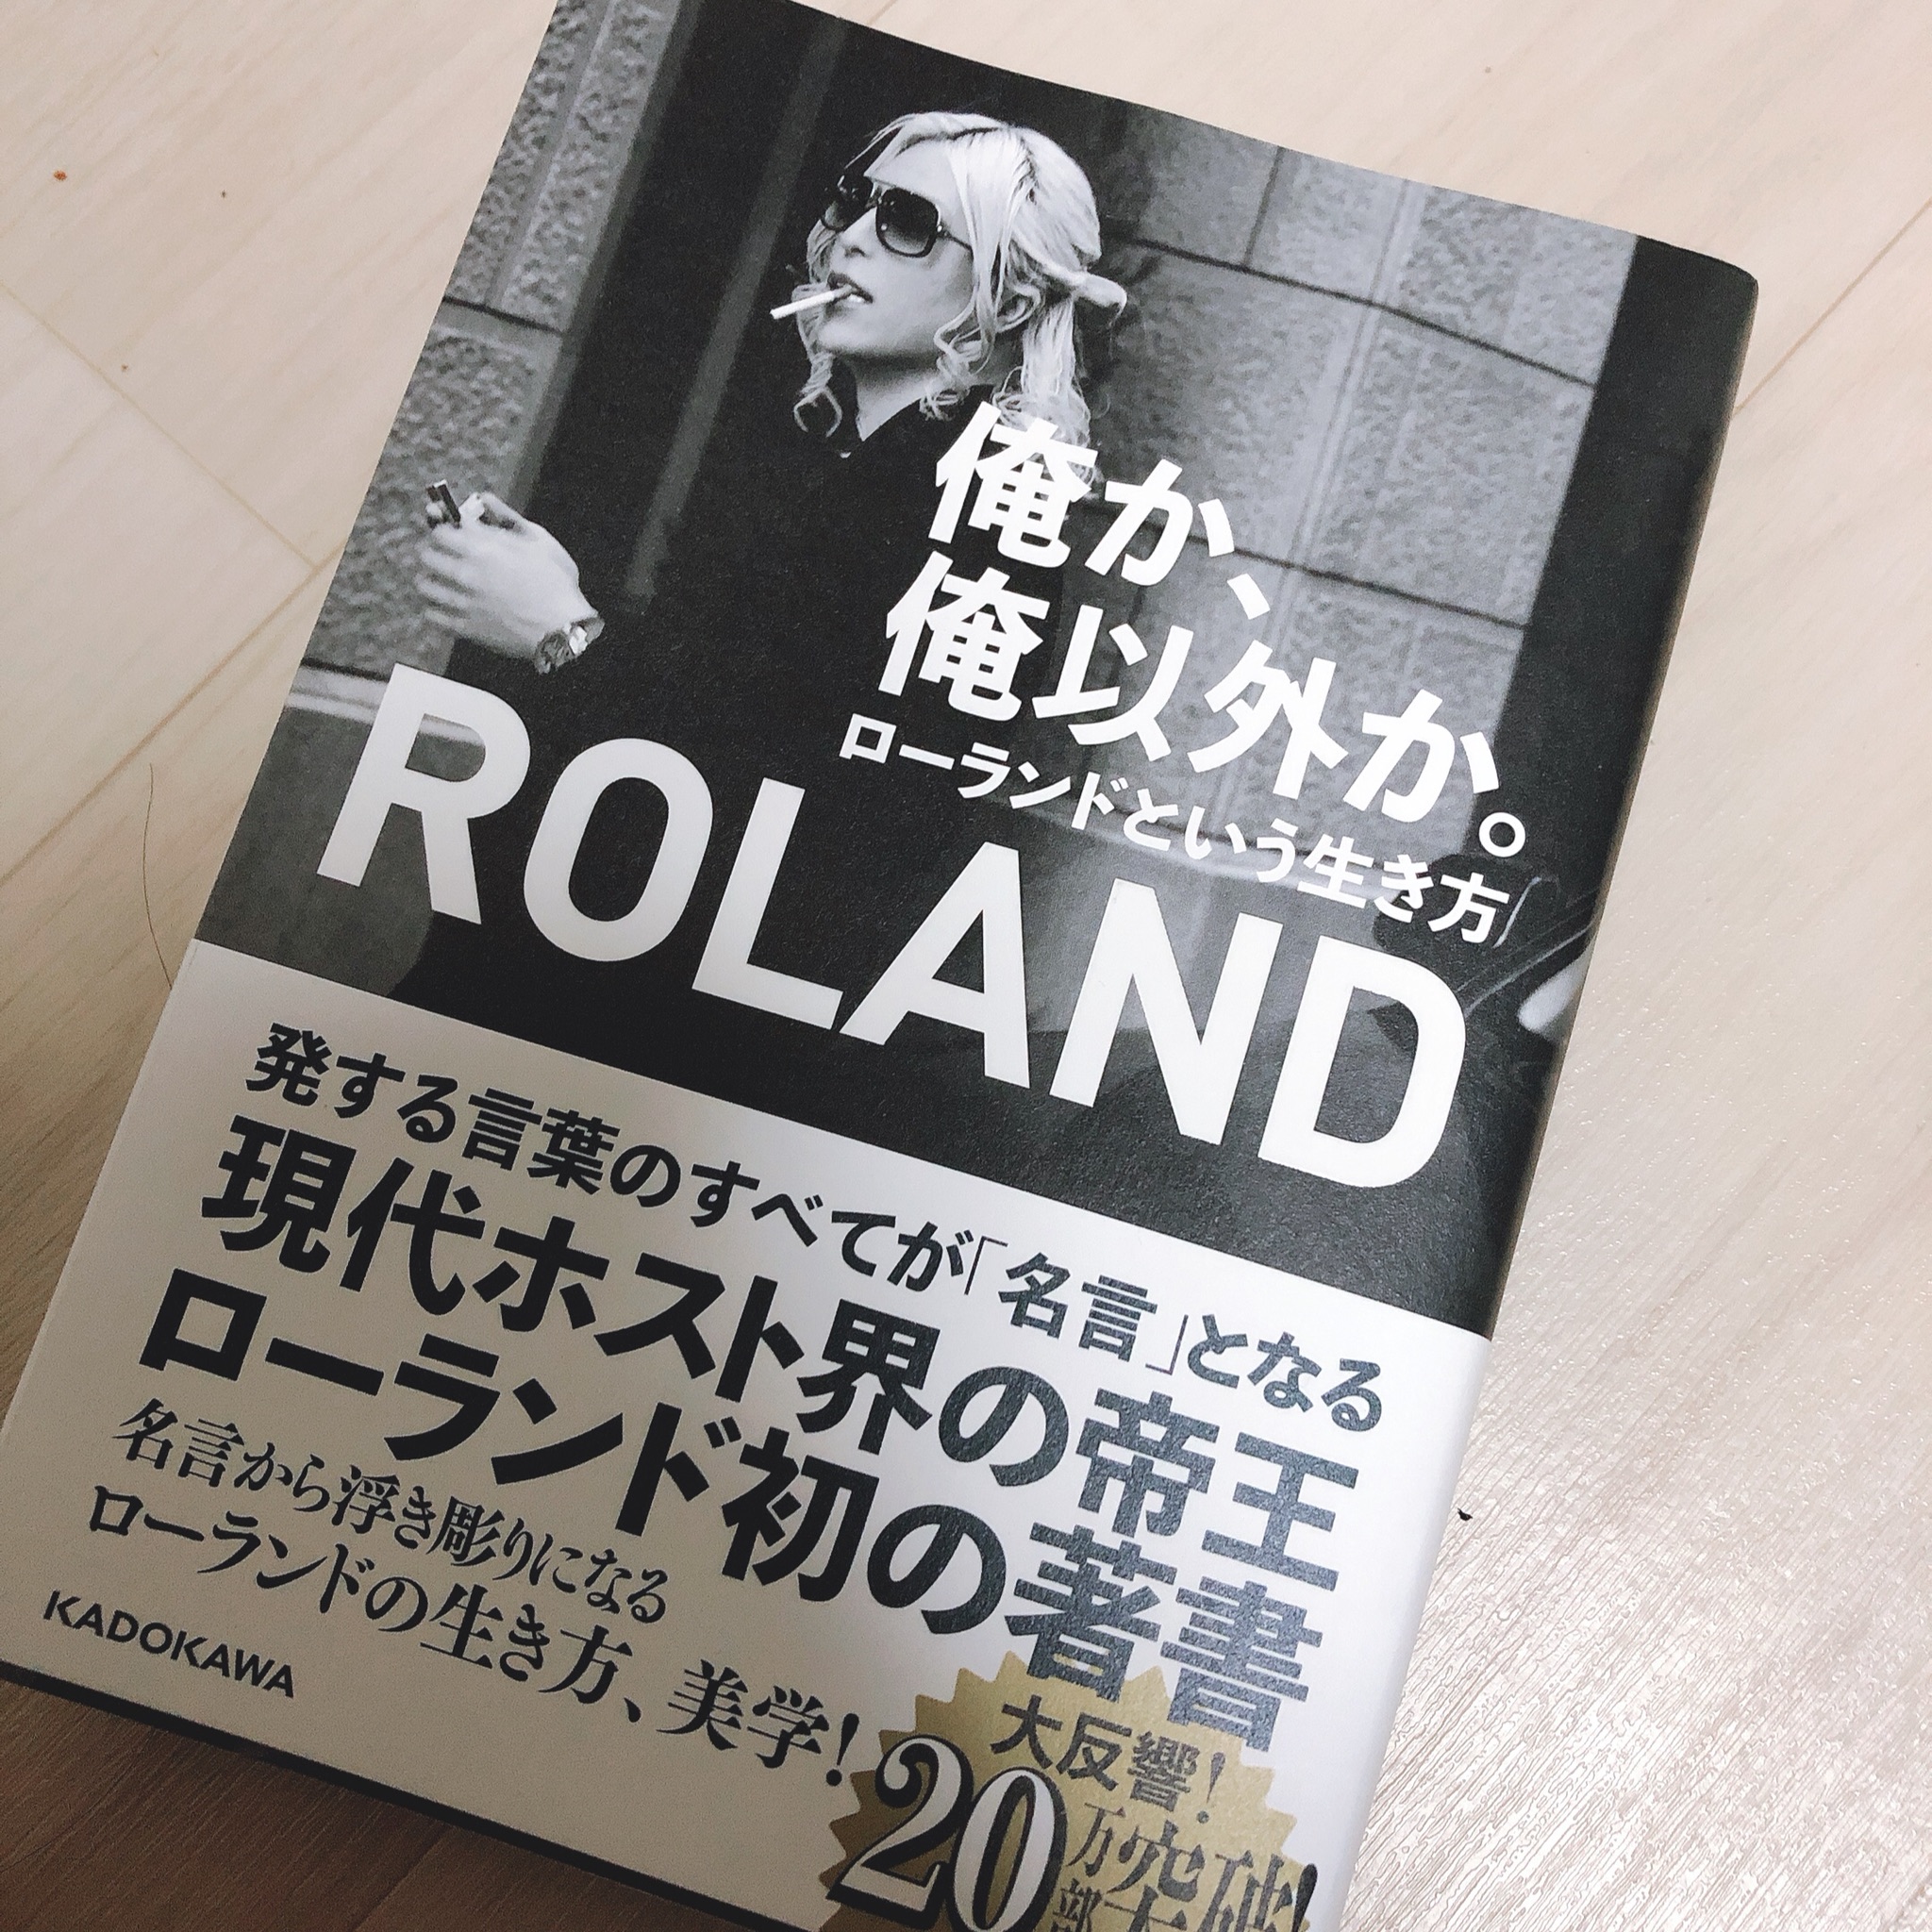 俺か、
俺以外か。
ローランドという生き方
ROLAND
発する言葉のすべてが「名言」となる
現代ホスト界の帝王
ローランド初の著書
名言から浮き彫りになる
ローランドの生き方、美学!
KADOKAWA
大反響!
20万部突破!